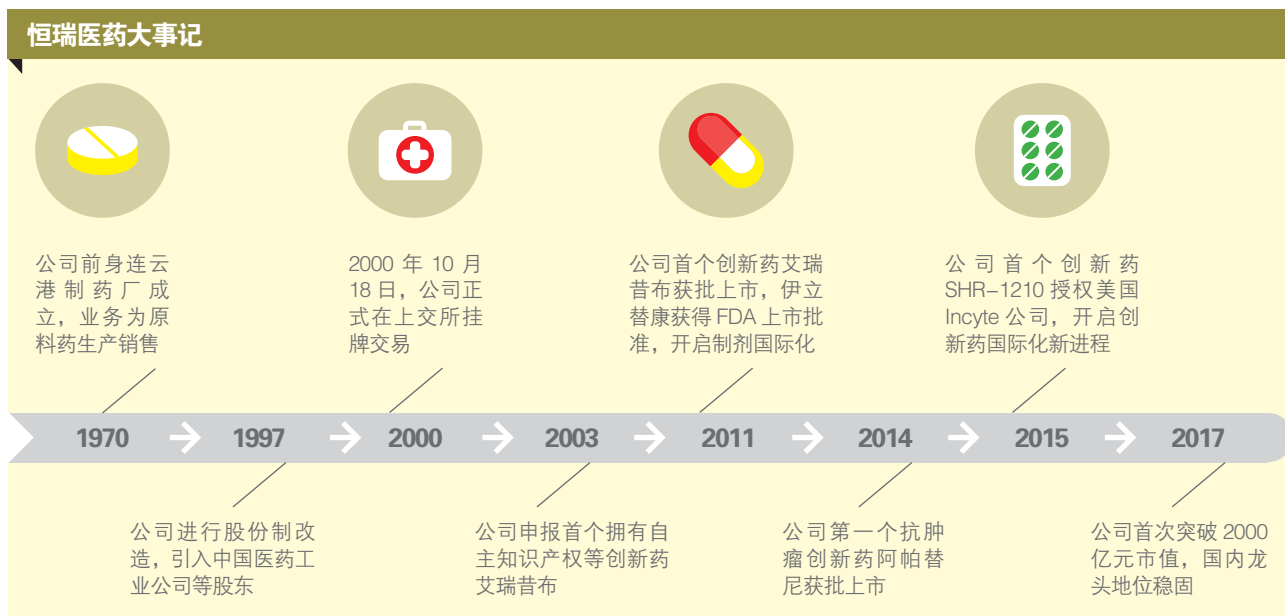 恒瑞医药大事记
公司前身连云
港制药厂成
立，业务为原
料药生产销售
2000 年 10 月
18 日，公司正
式在上交所挂
牌交易
公司首个创新药艾瑞
昔布获批上市，伊立
替康获得 FDA 上市批
准，开启制剂国际化
公司首个创新药
SHR-1210 授权美国
Incyte 公司，开启创
新药国际化新进程
1970
1997
2000
2003
2011
2014
2015
2017
公司进行股份制改
造，引入中国医药工
业公司等股东
公司申报首个拥有自
主知识产权等创新药
艾瑞昔布
公司第一个抗肿
瘤创新药阿帕替
尼获批上市
公司首次突破 2000
亿元市值，国内龙
头地位稳固